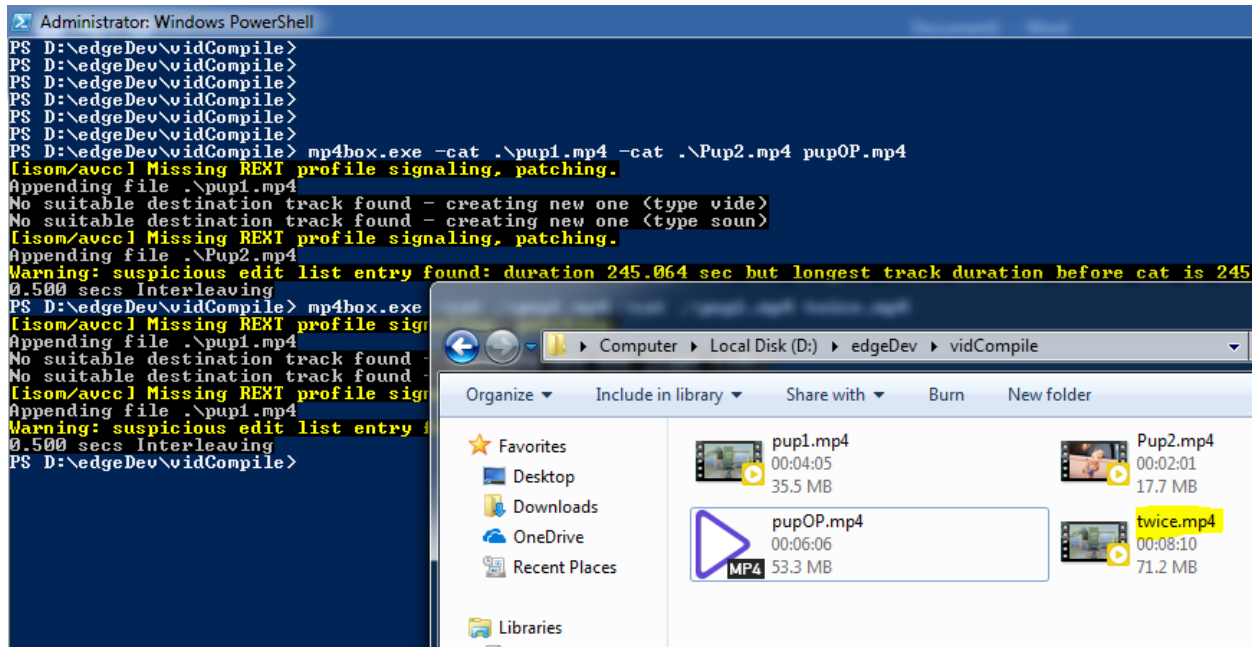 Administrator: Windows PowerShell
PS D:\edgeDev\vidCompile>
PS D:\edgeDev\vidCompile>
PS D:\edgeDev\vidCompile>
PS D:\edgeDev\vidCompile>
PS D:\edgeDev\vidCompile>
PS D:\edgeDev\vidCompile>
PS D:\edgeDev\vidCompile> mp4box.exe -cat .\pup1.mp4 -cat .\Pup2.mp4 pupOP.mp4
[isom/avcc] Missing REXT profile signaling, patching.
Appending file .\pup1.mp4
No suitable destination track found - creating new one (type vide)
No suitable destination track found - creating new one (type soun)
[isom/avcc] Missing REXT profile signaling, patching.
Appending file .\Pup2.mp4
Warning: suspicious edit list entry found: duration 245.064 sec but longest track duration before cat is 245
0.500 secs Interleaving
PS D:\edgeDev\vidCompile> mp4box.exe
[isom/avcc] Missing REXT profile sig
Appending file .\pup1.mp4
No suitable destination track found -
No suitable destination track found -
[isom/avcc] Missing REXT profile sig
Appending file .\pup1.mp4
Warning: suspicious edit list entry
0.500 secs Interleaving
PS D:\edgeDev\vidCompile>
Computer Local Disk (D:) edgeDev vidCompile
Organize Include in library Share with Burn New folder
Favorites
Desktop
Downloads
OneDrive
Recent Places
Libraries
pup1.mp4
00:04:05
35.5 MB
Pup2.mp4
00:02:01
17.7 MB
pupOP.mp4
00:06:06
53.3 MB
MP4
twice.mp4
00:08:10
71.2 MB